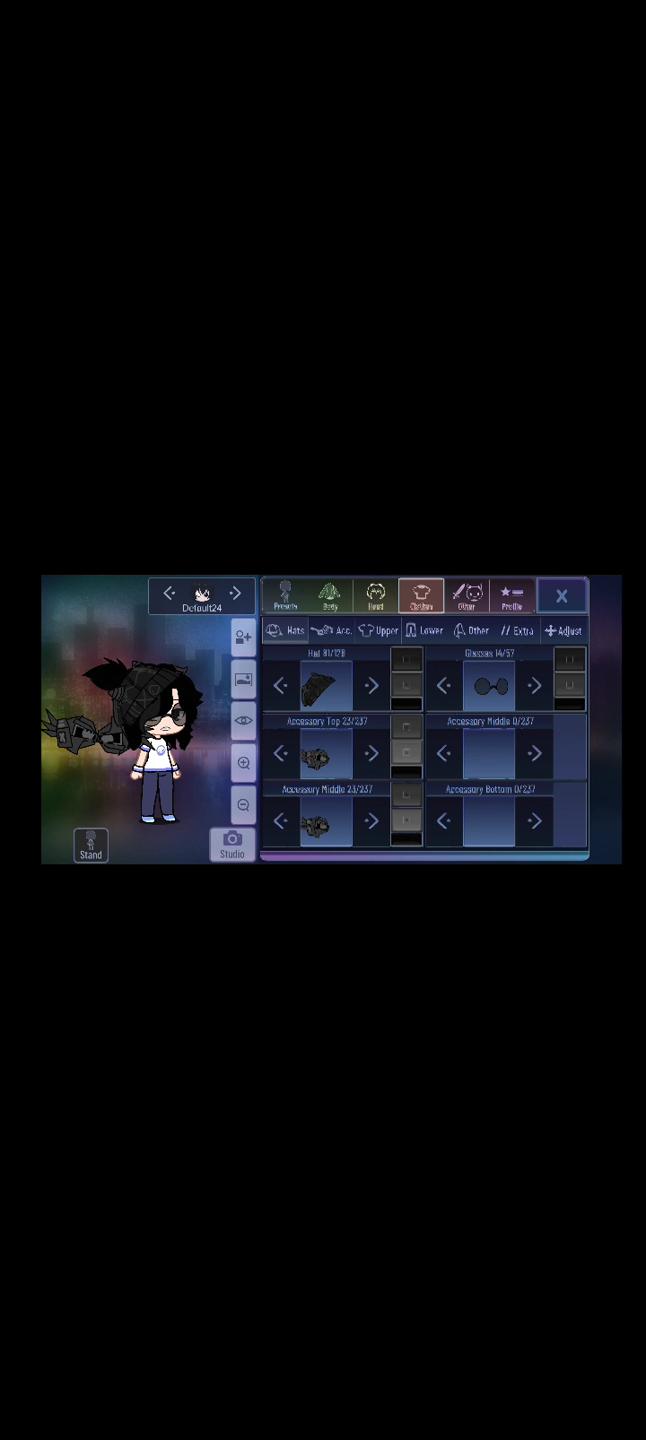 Default24
Stand
Studio
Presets
Body
Head
Clothes
Other
Profile
X
Hats
Acc.
Upper
Lower
Other
Extra
Adjust
Hat 81/128
Glasses 14/57
Accessory Top 23/237
Accessory Middle 0/237
Accessory Middle 23/237
Accessory Bottom 0/237